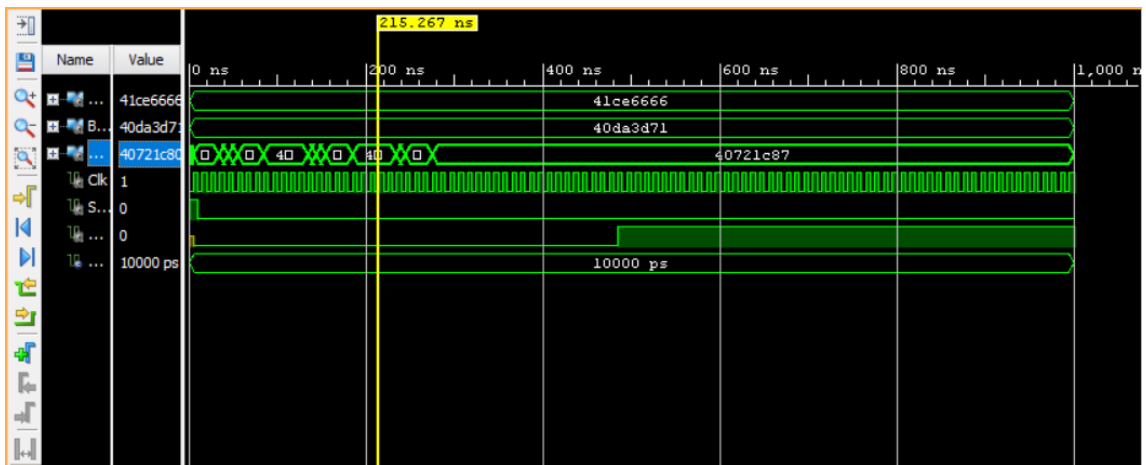 215.267 ns
Name Value
0 ns 200 ns 400 ns 600 ns 800 ns 1,000 n
... 41ce6666 41ce6666
B... 40da3d71 40da3d71
... 40721c80 40 40 40721c87
Clk 1
S... 0
... 0
... 10000 ps 10000 ps